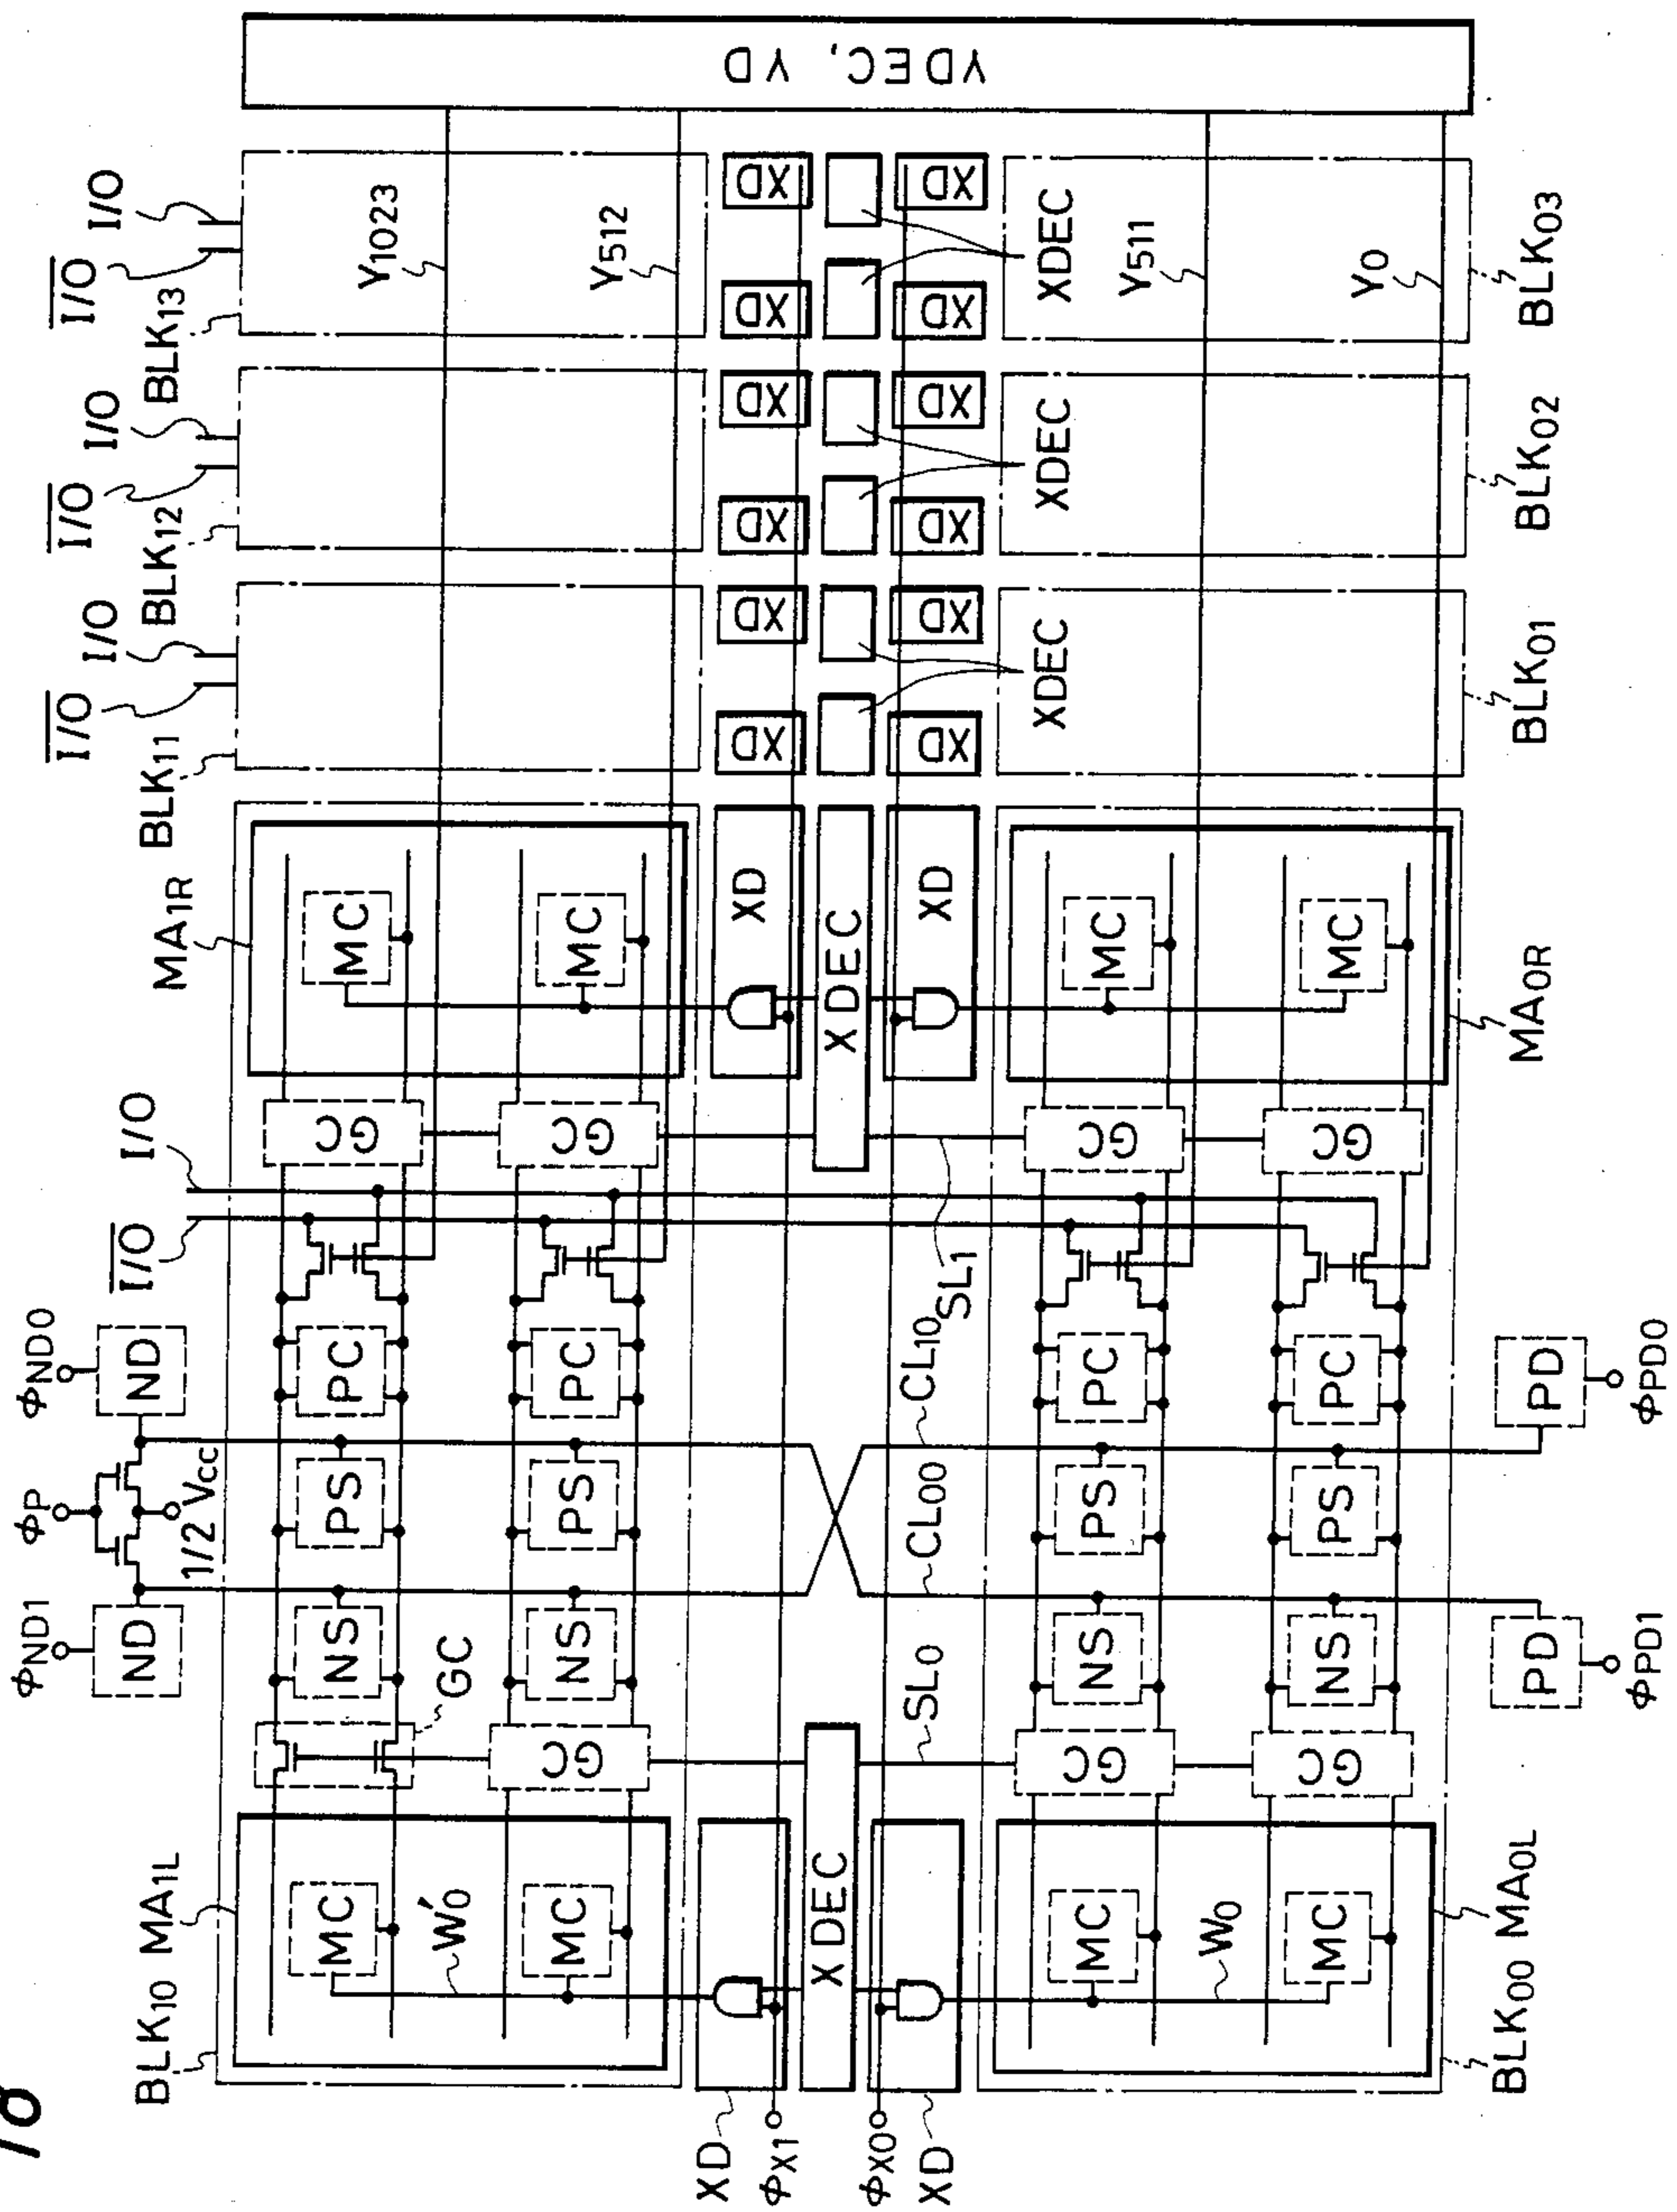 ϕND1 ϕP ϕND0
I/O I/O I/O I/O I/O I/O I/O I/O
BLK10 MA1L ND 1/2 Vcc ND MA1R BLK11 BLK12 BLK13
MC NS PS PC GC MC Y1023
GC
W'0
MC GC NS PS PC GC MC Y512
YDEC, YD
XD XD XD XD XD XD XD XD
ϕX1
X DEC X DEC
ϕX0
XD XD XD XD XD XD XD XD
SL0 CL00 CL10 SL1
XDEC XDEC XDEC
MC GC NS PS PC GC MC Y511
W0
MC GC NS PS PC GC MC Y0
BLK00 MA0L PD PD MA0R BLK01 BLK02 BLK03
ϕPD1 ϕPD0